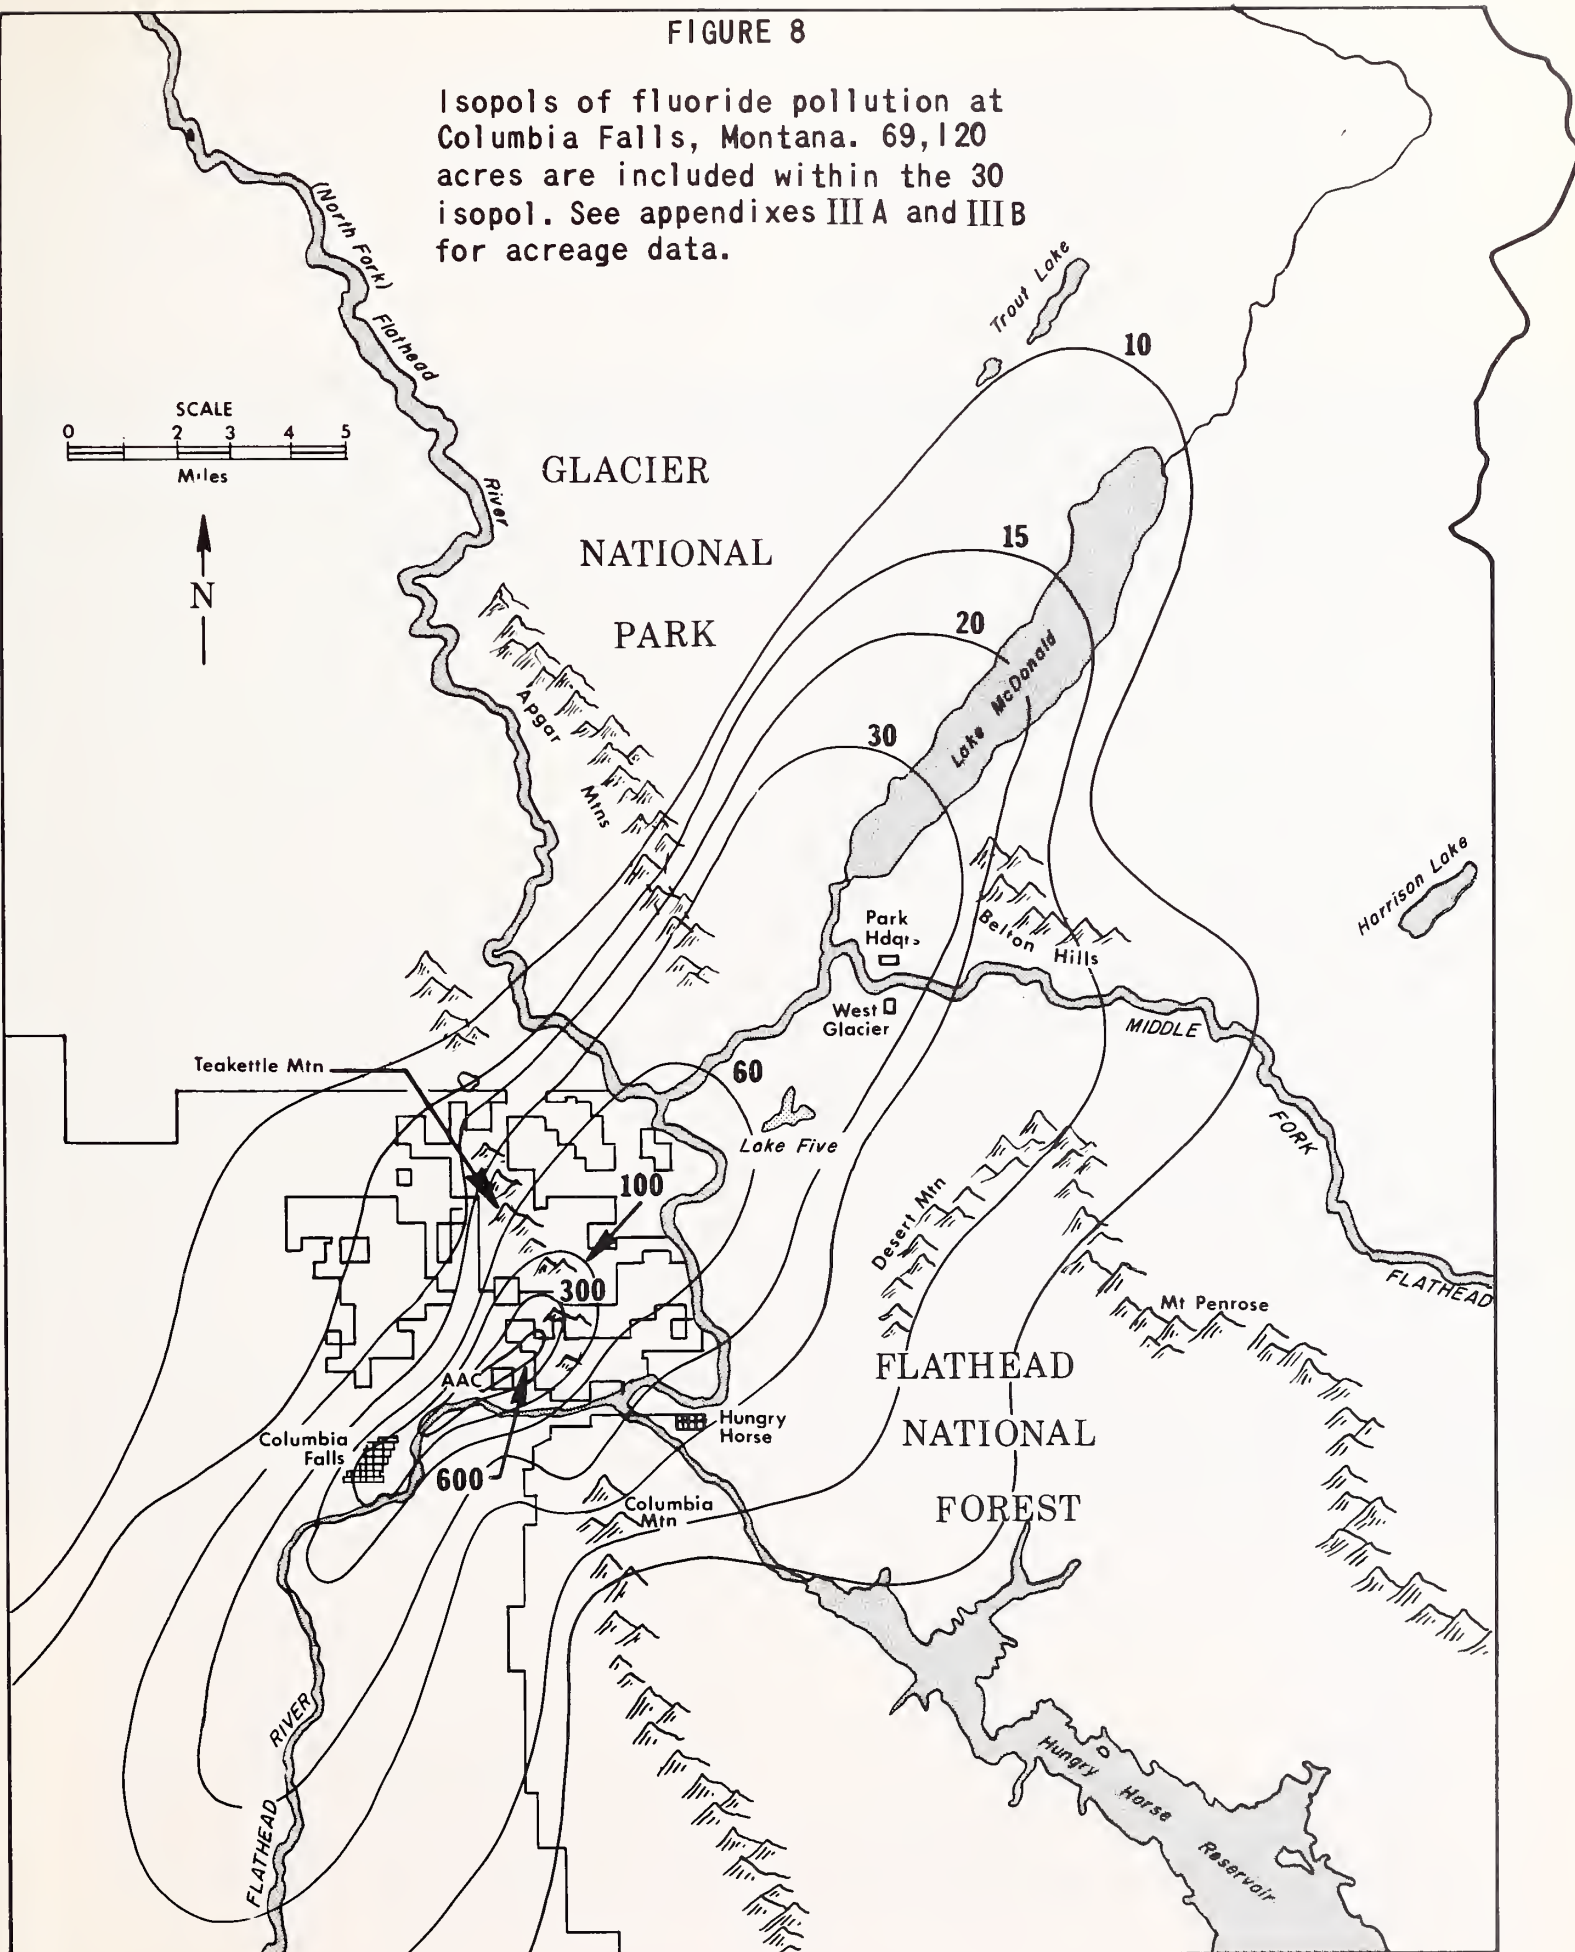 FIGURE 8
Isopols of fluoride pollution at
Columbia Falls, Montana. 69,120
acres are included within the 30
isopol. See appendixes III A and III B
for acreage data.
(North Fork)
Flathead
River
Trout Lake
10
SCALE
0 2 3 4 5
Miles
N
GLACIER
NATIONAL
PARK
15
20
Lake McDonald
30
Apgar
Mtns
Harrison Lake
Park
Hdqts
Belton
Hills
West
Glacier
MIDDLE
FORK
FLATHEAD
Teakettle Mtn
60
Lake Five
100
Desert Mtn
300
Mt Penrose
FLATHEAD
NATIONAL
FOREST
AAC
Hungry
Horse
Columbia
Falls
600
Columbia
Mtn
RIVER
FLATHEAD
Hungry
Horse
Reservoir